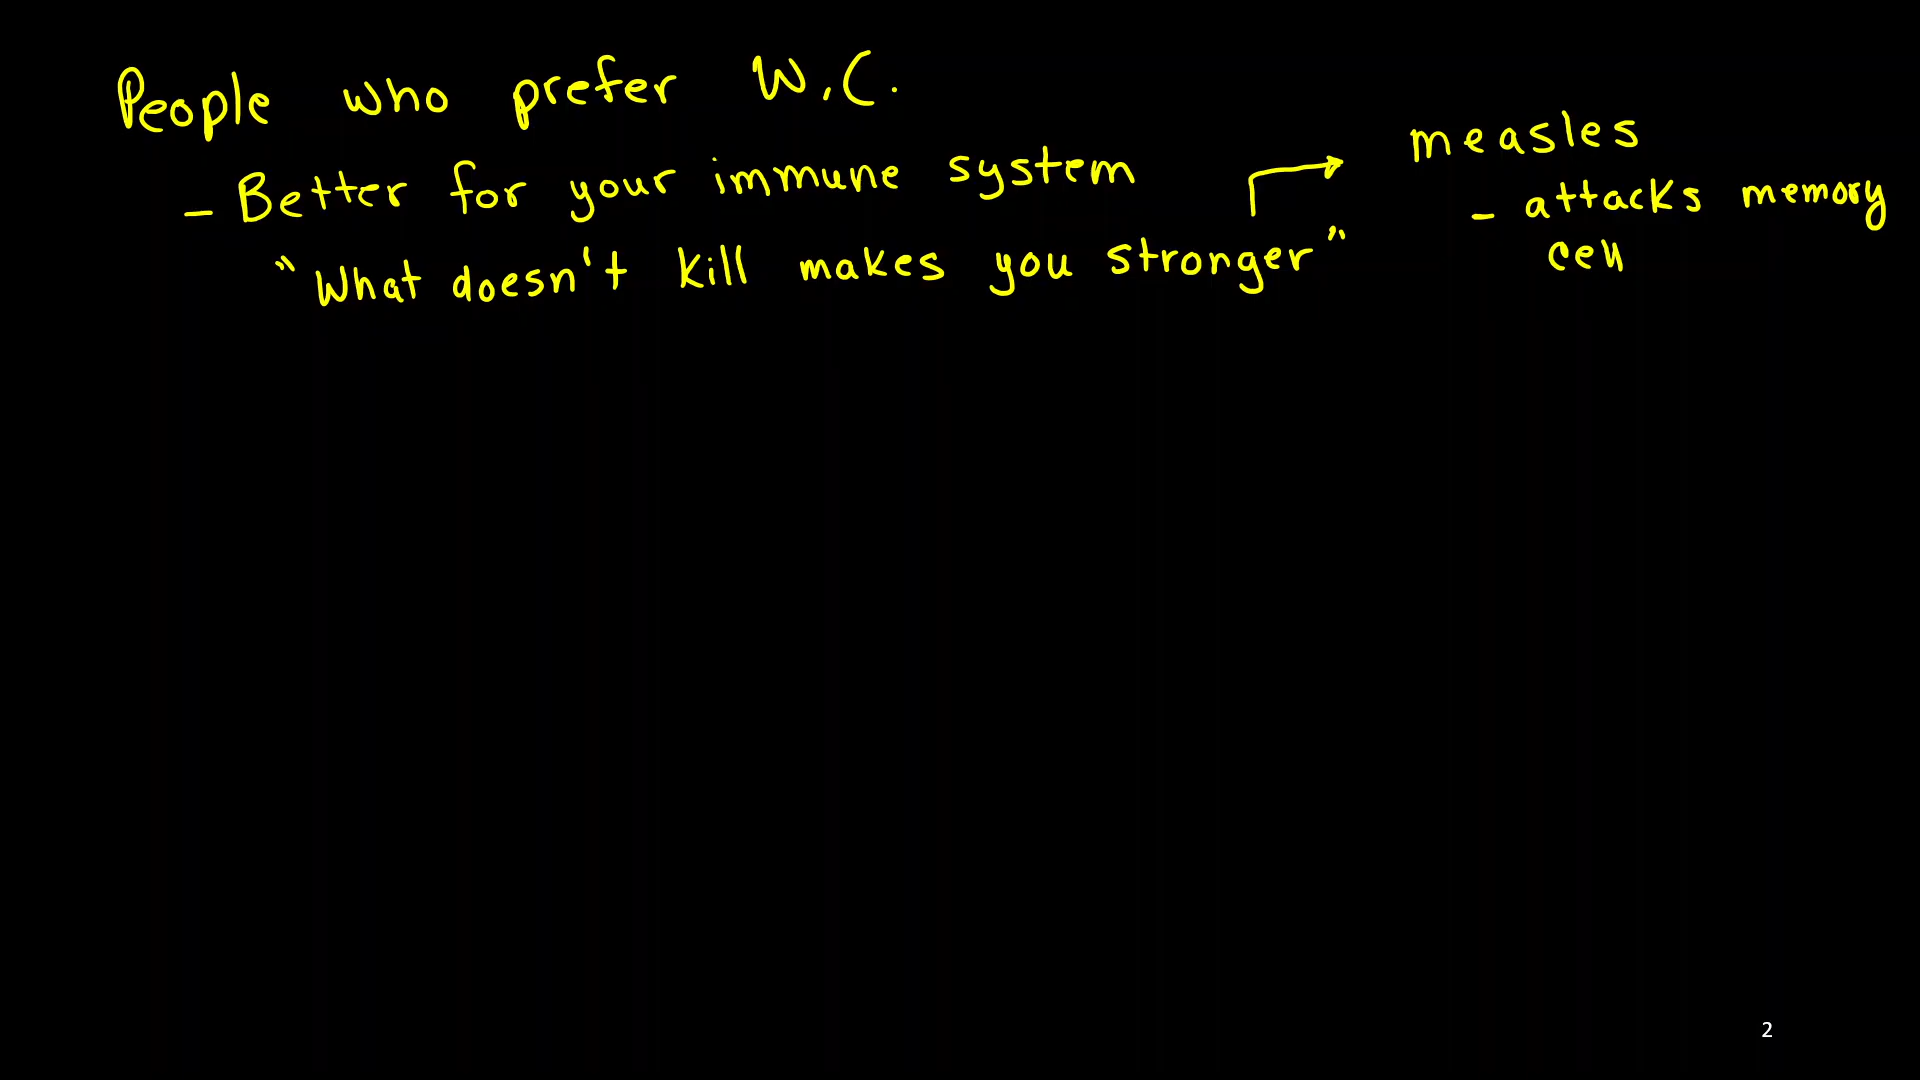 People who prefer W.C.
- Better for your immune system
"What doesn't kill makes you stronger"
measles
- attacks memory
cell
2